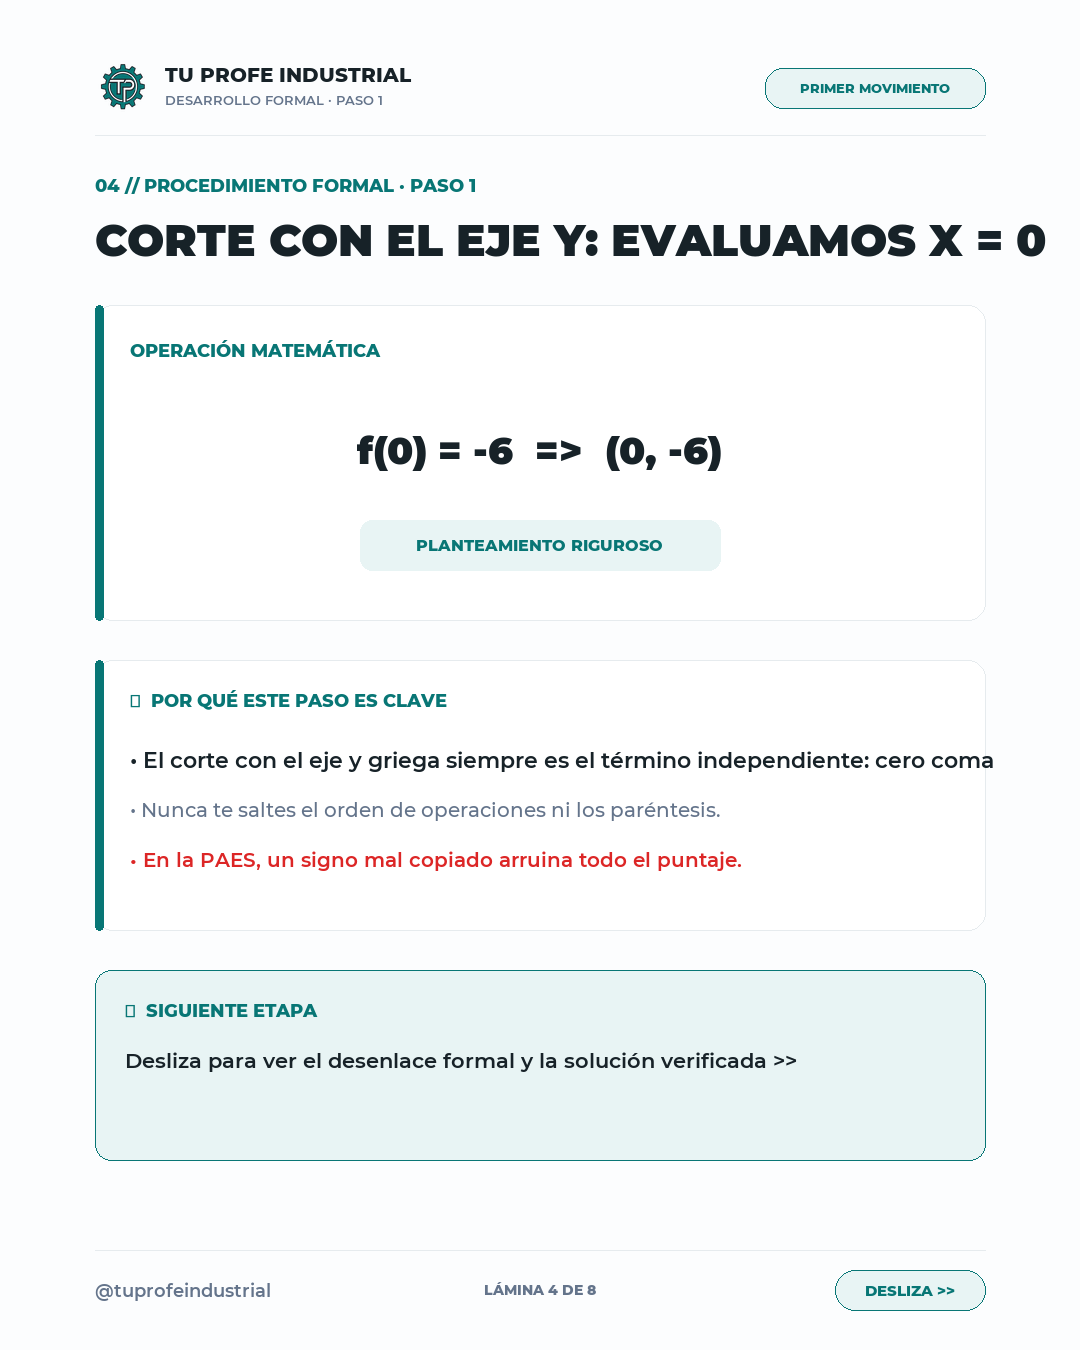 TU PROFE INDUSTRIAL
DESARROLLO FORMAL · PASO 1
PRIMER MOVIMIENTO
04 // PROCEDIMIENTO FORMAL · PASO 1
CORTE CON EL EJE Y: EVALUAMOS X = 0
OPERACIÓN MATEMÁTICA
f(0) = -6 => (0, -6)
PLANTEAMIENTO RIGUROSO
POR QUÉ ESTE PASO ES CLAVE
• El corte con el eje y griega siempre es el término independiente: cero coma
• Nunca te saltes el orden de operaciones ni los paréntesis.
• En la PAES, un signo mal copiado arruina todo el puntaje.
SIGUIENTE ETAPA
Desliza para ver el desenlace formal y la solución verificada >>
@tuprofeindustrial
LÁMINA 4 DE 8
DESLIZA >>